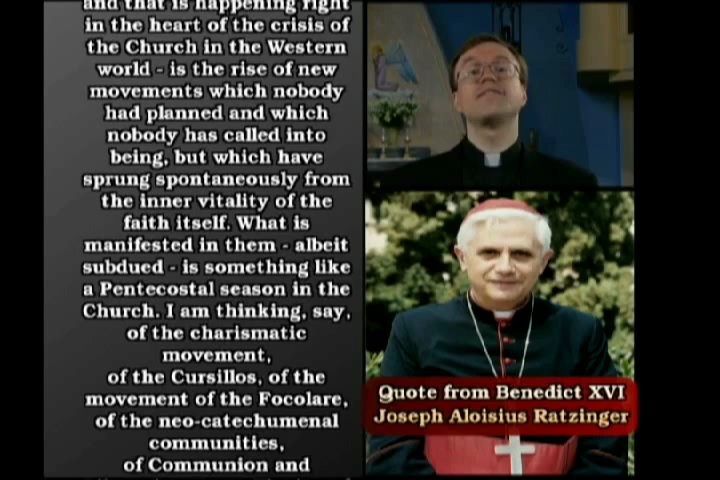 and that is happening right
in the heart of the crisis of
the Church in the Western
world - is the rise of new
movements which nobody
had planned and which
nobody has called into
being, but which have
sprung spontaneously from
the inner vitality of the
faith itself. What is
manifested in them - albeit
subdued - is something like
a Pentecostal season in the
Church. I am thinking, say,
of the charismatic
movement,
of the Cursillos, of the
movement of the Focolare,
of the neo-catechumenal
communities,
of Communion and
Quote from Benedict XVI
Joseph Aloisius Ratzinger